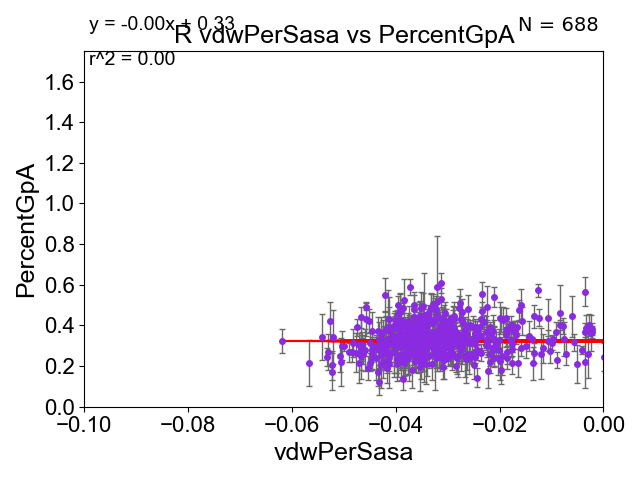 y = -0.00x + 0.33
R vdwPerSasa vs PercentGpA
N = 688
r^2 = 0.00
PercentGpA
1.6
1.4
1.2
1.0
0.8
0.6
0.4
0.2
0.0
−0.10
−0.08
−0.06
−0.04
−0.02
0.00
vdwPerSasa